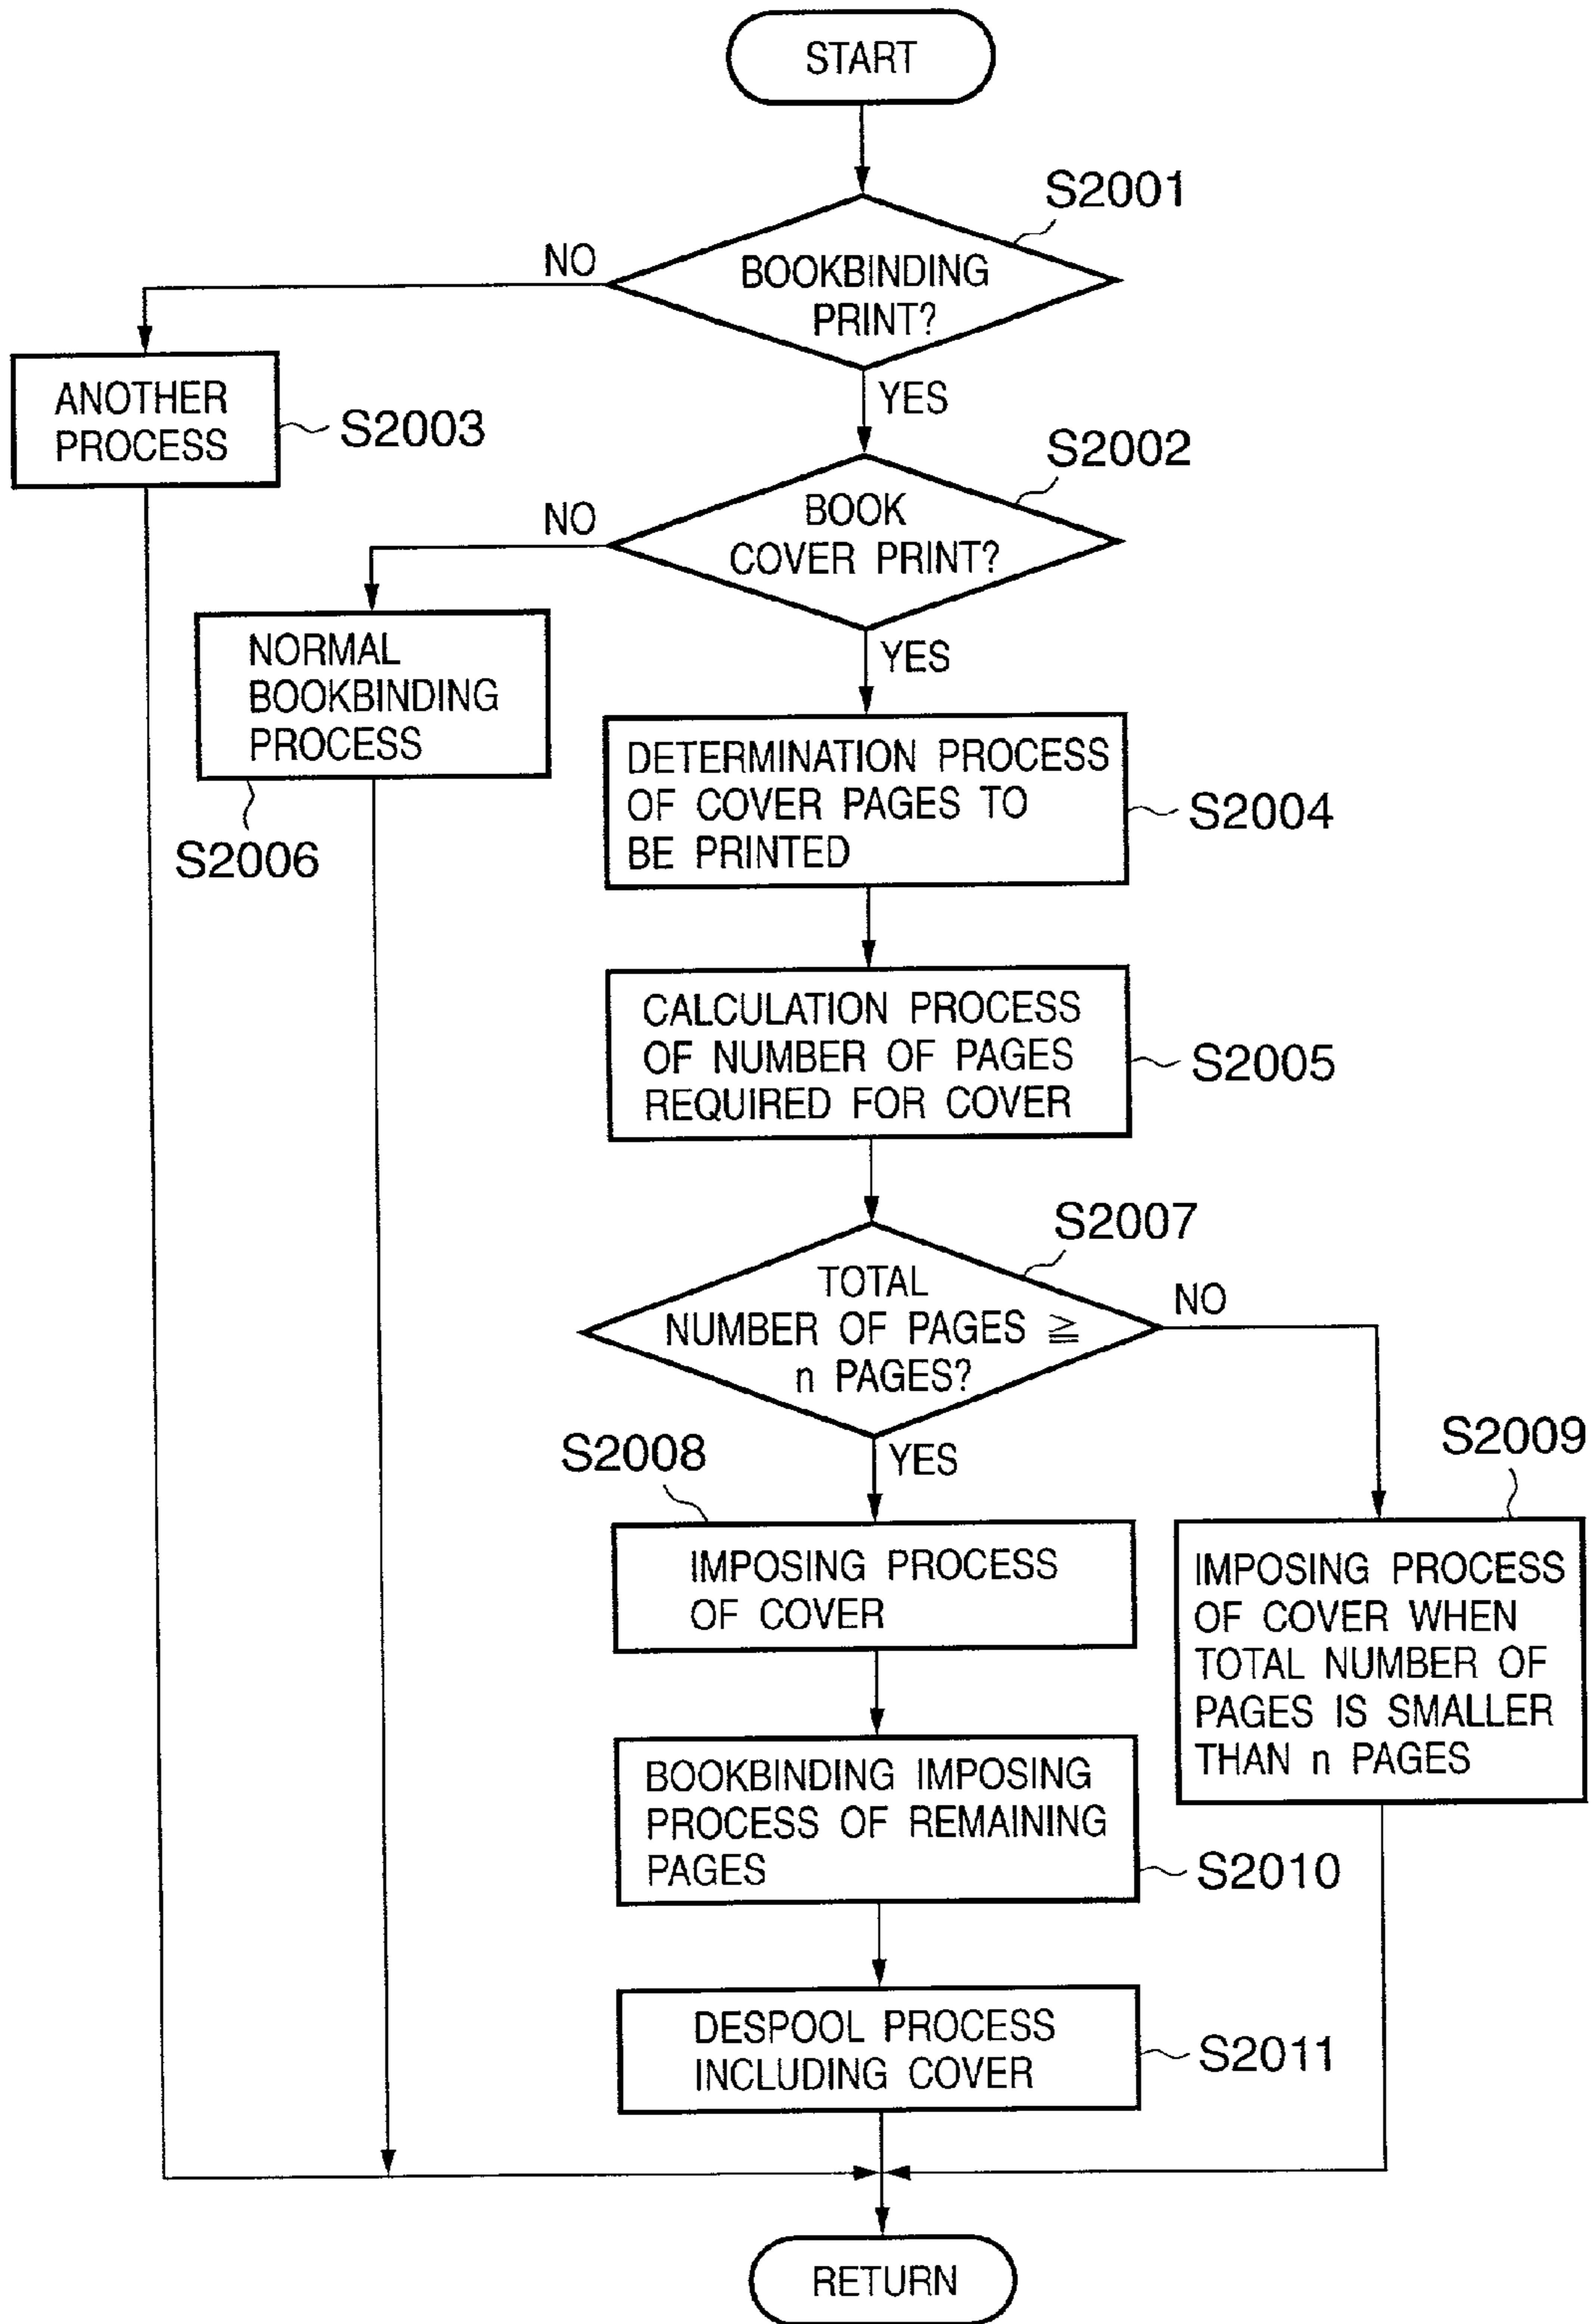 START
S2001
NO
BOOKBINDING
PRINT?
YES
ANOTHER
PROCESS
S2003
S2002
NO
BOOK
COVER PRINT?
YES
NORMAL
BOOKBINDING
PROCESS
S2006
DETERMINATION PROCESS
OF COVER PAGES TO
BE PRINTED
S2004
CALCULATION PROCESS
OF NUMBER OF PAGES
REQUIRED FOR COVER
S2005
S2007
TOTAL
NUMBER OF PAGES ≧
n PAGES?
NO
YES
S2008
IMPOSING PROCESS
OF COVER
S2009
IMPOSING PROCESS
OF COVER WHEN
TOTAL NUMBER OF
PAGES IS SMALLER
THAN n PAGES
BOOKBINDING IMPOSING
PROCESS OF REMAINING
PAGES
S2010
DESPOOL PROCESS
INCLUDING COVER
S2011
RETURN